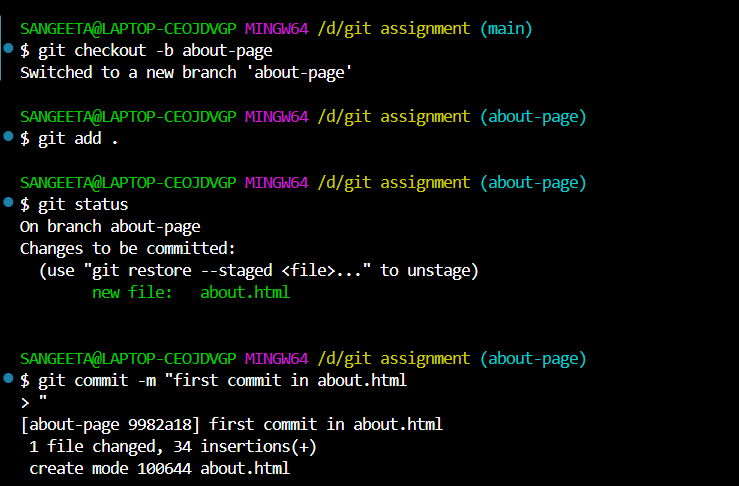 SANGEETA@LAPTOP-CEOJDVGP MINGW64 /d/git assignment (main)
$ git checkout -b about-page
Switched to a new branch 'about-page'
SANGEETA@LAPTOP-CEOJDVGP MINGW64 /d/git assignment (about-page)
$ git add .
SANGEETA@LAPTOP-CEOJDVGP MINGW64 /d/git assignment (about-page)
$ git status
On branch about-page
Changes to be committed:
  (use "git restore --staged <file>..." to unstage)
        new file:   about.html
SANGEETA@LAPTOP-CEOJDVGP MINGW64 /d/git assignment (about-page)
$ git commit -m "first commit in about.html
> "
[about-page 9982a18] first commit in about.html
 1 file changed, 34 insertions(+)
 create mode 100644 about.html